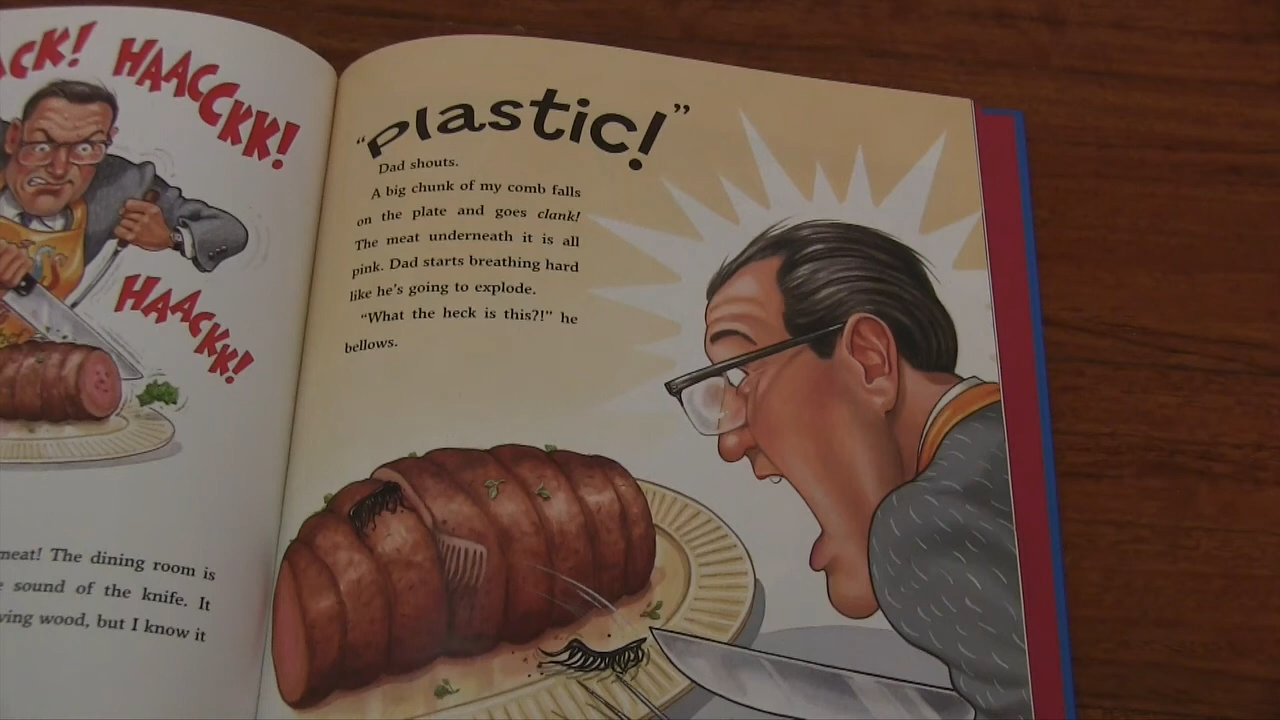 HAACCKK!
HAACKK!
meat! The dining room is
sound of the knife. It
wood, but I know it
“Plastic!”
Dad shouts.
A big chunk of my comb falls
on the plate and goes clank!
The meat underneath it is all
pink. Dad starts breathing hard
like he's going to explode.
“What the heck is this?!” he
bellows.